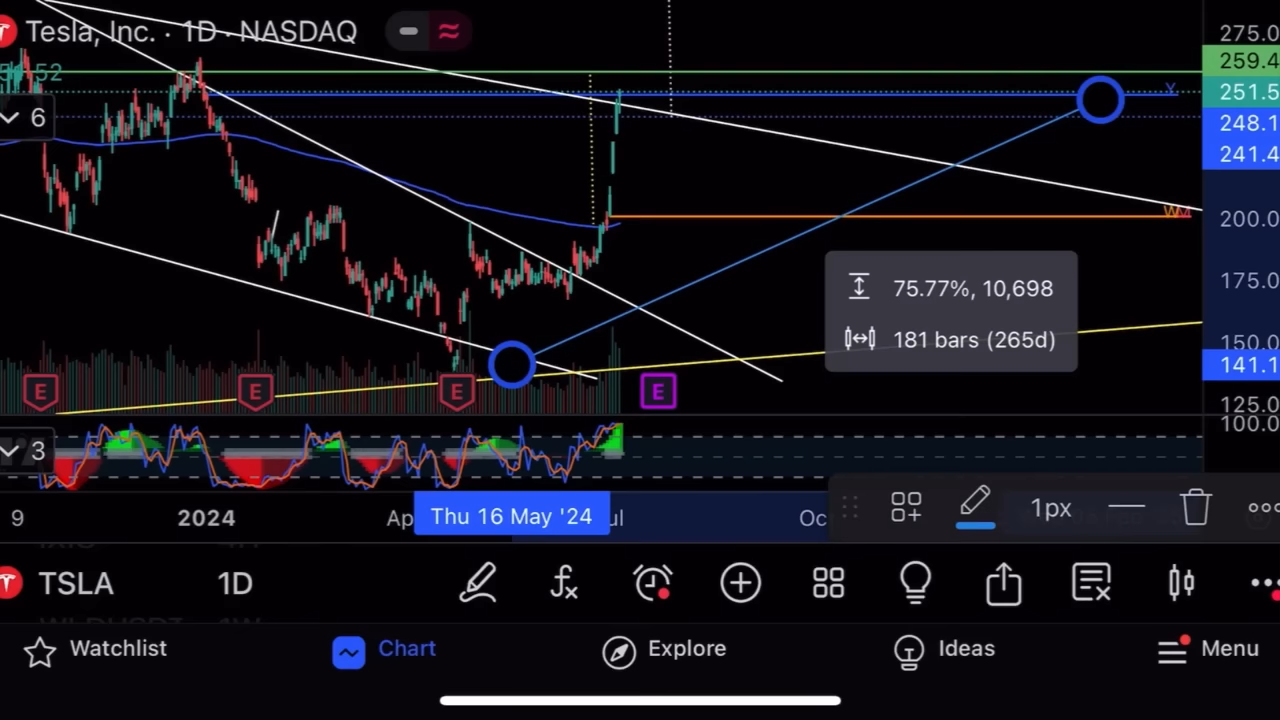 Tesla, Inc. · 1D · NASDAQ
275.0
259.4
52
251.5
6
248.1
241.4
200.0
75.77%, 10,698
175.0
181 bars (265d)
150.0
141.1
E E E E
125.0
100.0
3
9 2024 Ap Thu 16 May '24 ul Oc
1px
TSLA 1D
Watchlist Chart Explore Ideas Menu